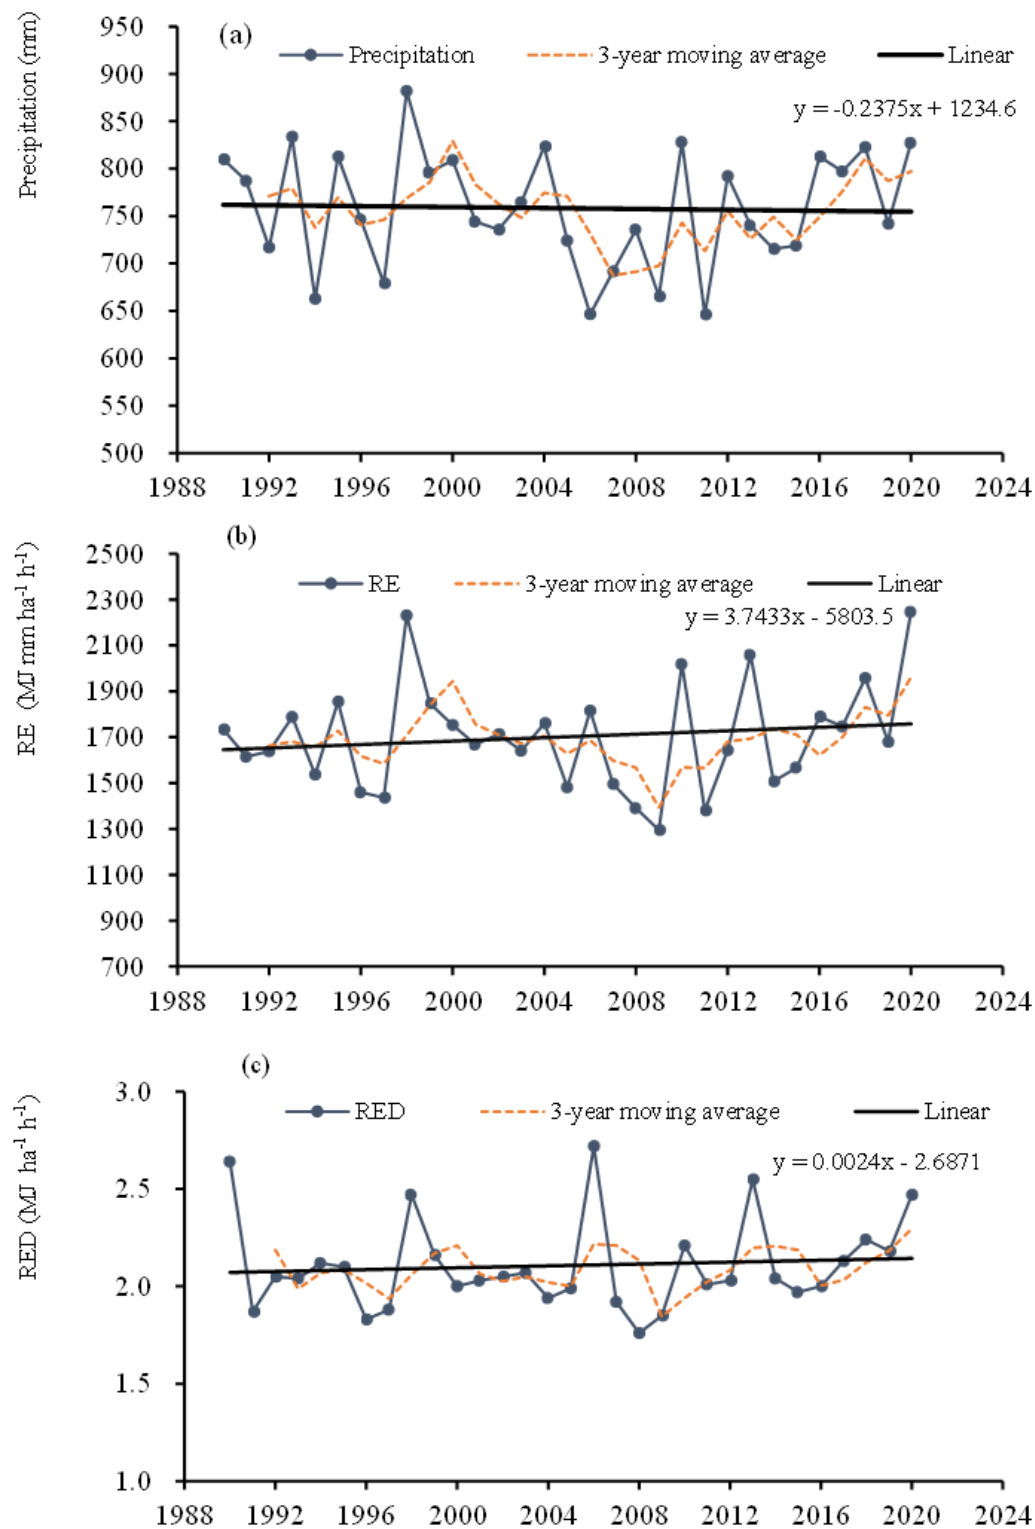 (a)
Precipitation
3-year moving average
Linear
y = -0.2375x + 1234.6
Precipitation (mm)
950
900
850
800
750
700
650
600
550
500
1988 1992 1996 2000 2004 2008 2012 2016 2020 2024
(b)
RE
3-year moving average
Linear
y = 3.7433x - 5803.5
RE (MJ mm ha⁻¹ h⁻¹)
2500
2300
2100
1900
1700
1500
1300
1100
900
700
1988 1992 1996 2000 2004 2008 2012 2016 2020 2024
(c)
RED
3-year moving average
Linear
y = 0.0024x - 2.6871
RED (MJ ha⁻¹ h⁻¹)
3.0
2.5
2.0
1.5
1.0
1988 1992 1996 2000 2004 2008 2012 2016 2020 2024